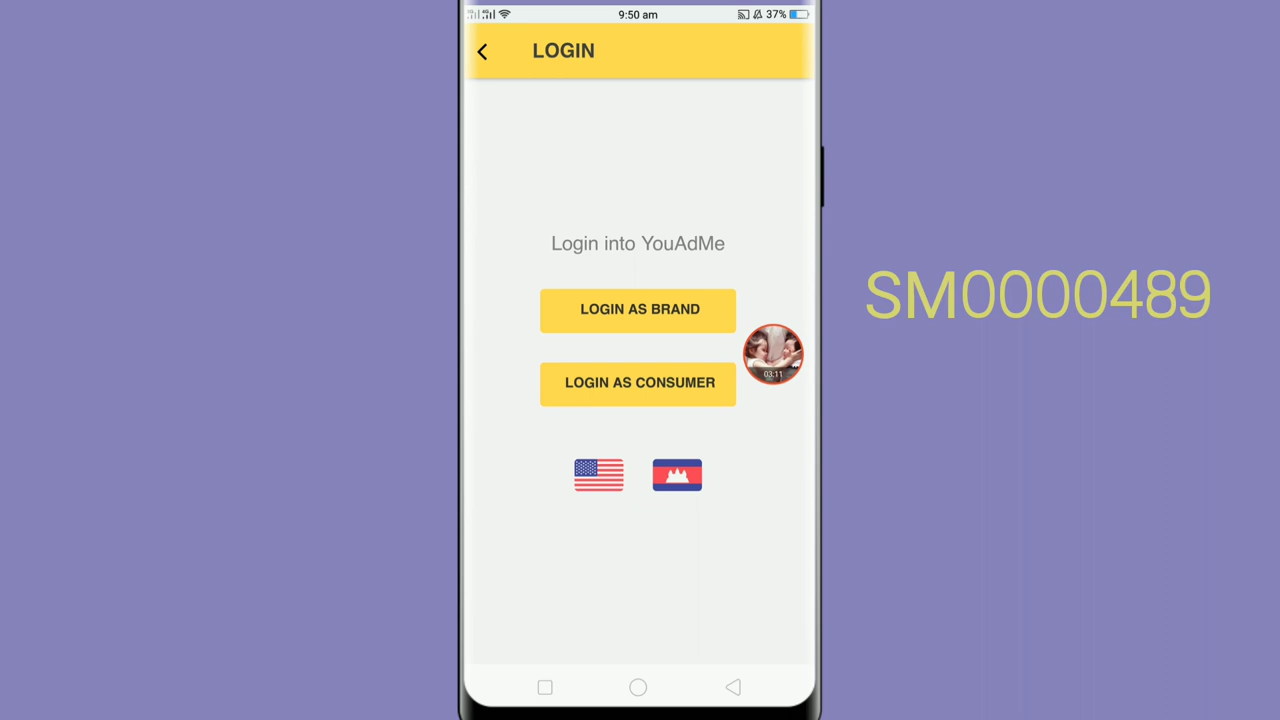 9:50 am
37%
LOGIN
Login into YouAdMe
LOGIN AS BRAND
LOGIN AS CONSUMER
03:11
SM0000489